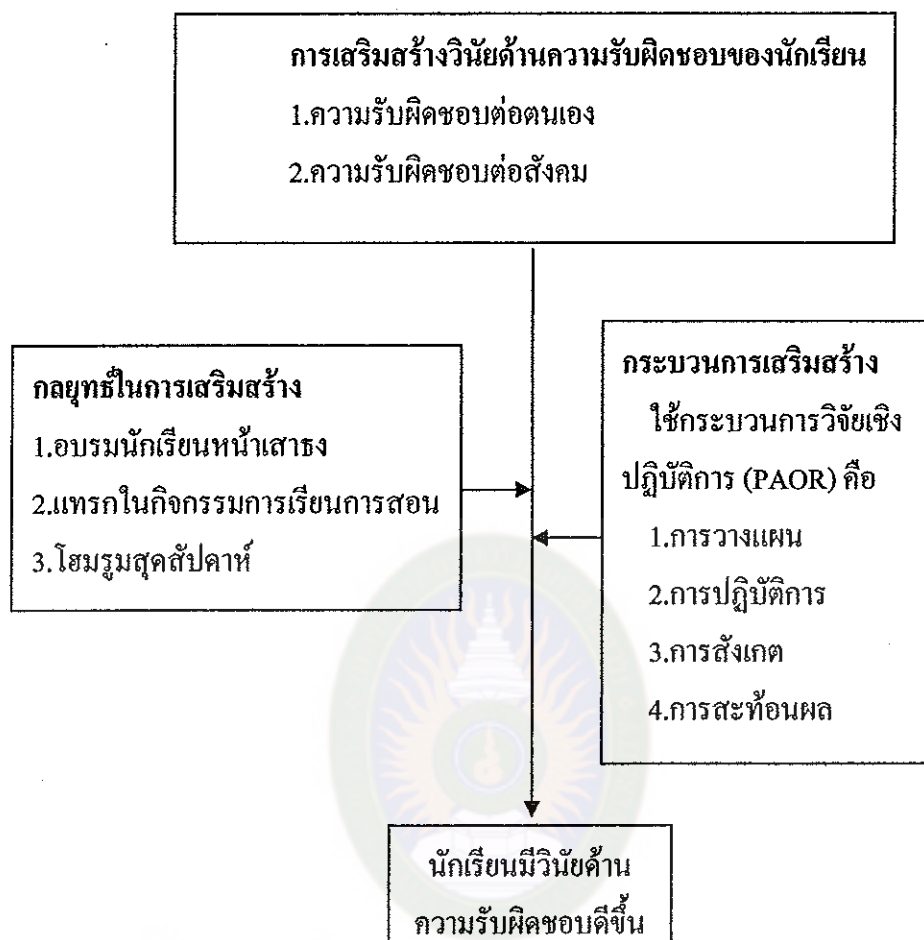 การเสริมสร้างวินัยด้านความรับผิดชอบของนักเรียน
1.ความรับผิดชอบต่อตนเอง
2.ความรับผิดชอบต่อสังคม
กลยุทธ์ในการเสริมสร้าง
1.อบรมนักเรียนหน้าเสาธง
2.แทรกในกิจกรรมการเรียนการสอน
3.โฮมรูมสุดสัปดาห์
กระบวนการเสริมสร้าง
ใช้กระบวนการวิจัยเชิง
ปฏิบัติการ (PAOR) คือ
1.การวางแผน
2.การปฏิบัติการ
3.การสังเกต
4.การสะท้อนผล
นักเรียนมีวินัยด้าน
ความรับผิดชอบดีขึ้น